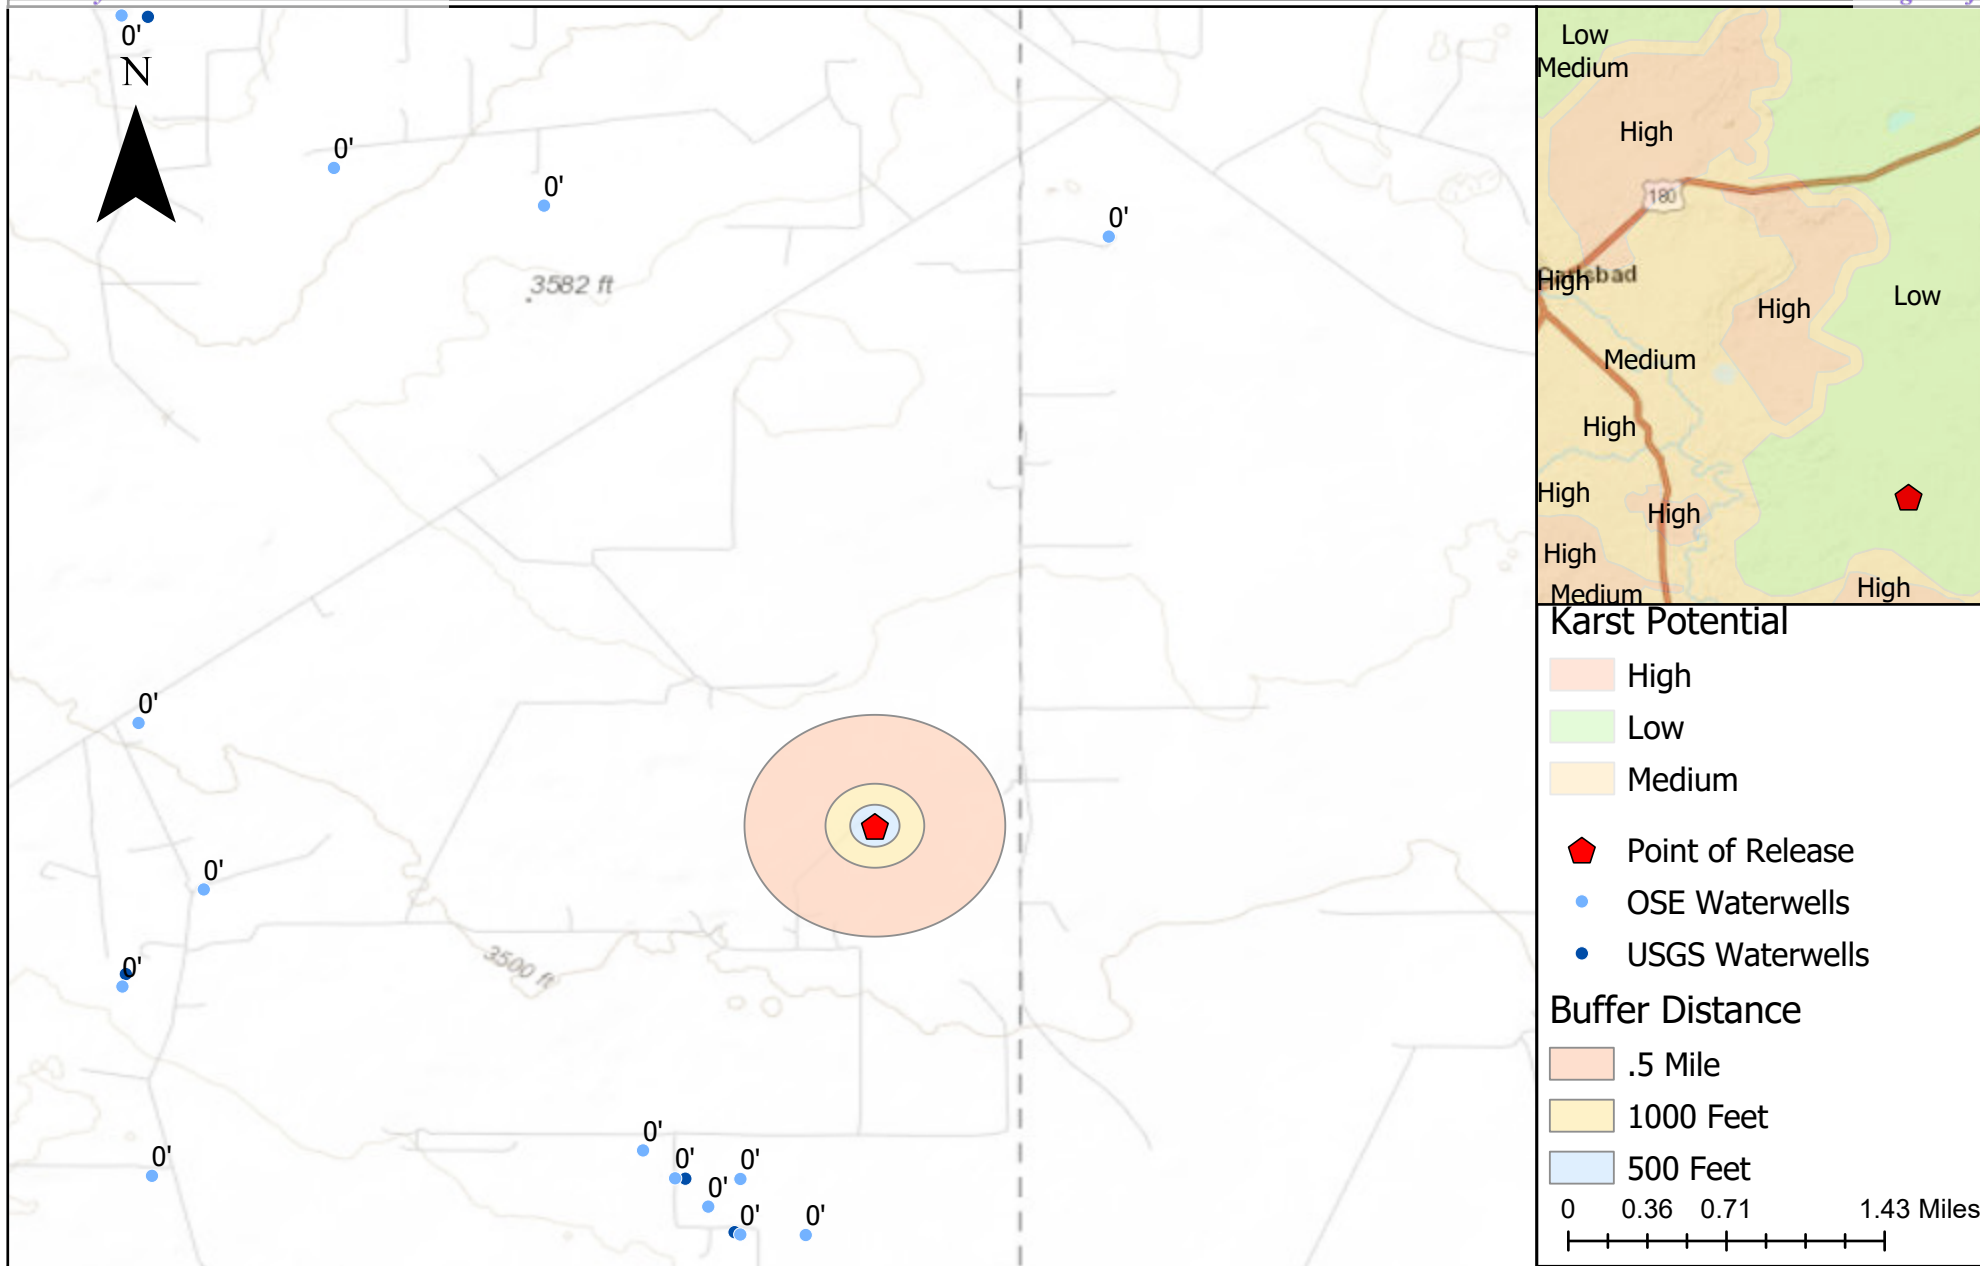 0'
N
0'
0'
0'
3582 ft
0'
0'
0'
3500 ft
0'
0'
0'
0'
0'
0'
0'
Low
Medium
High
180
Carlsbad
High
High
Low
Medium
High
High
High
High
High
Medium
Karst Potential
High
Low
Medium
Point of Release
OSE Waterwells
USGS Waterwells
Buffer Distance
.5 Mile
1000 Feet
500 Feet
0 0.36 0.71 1.43 Miles